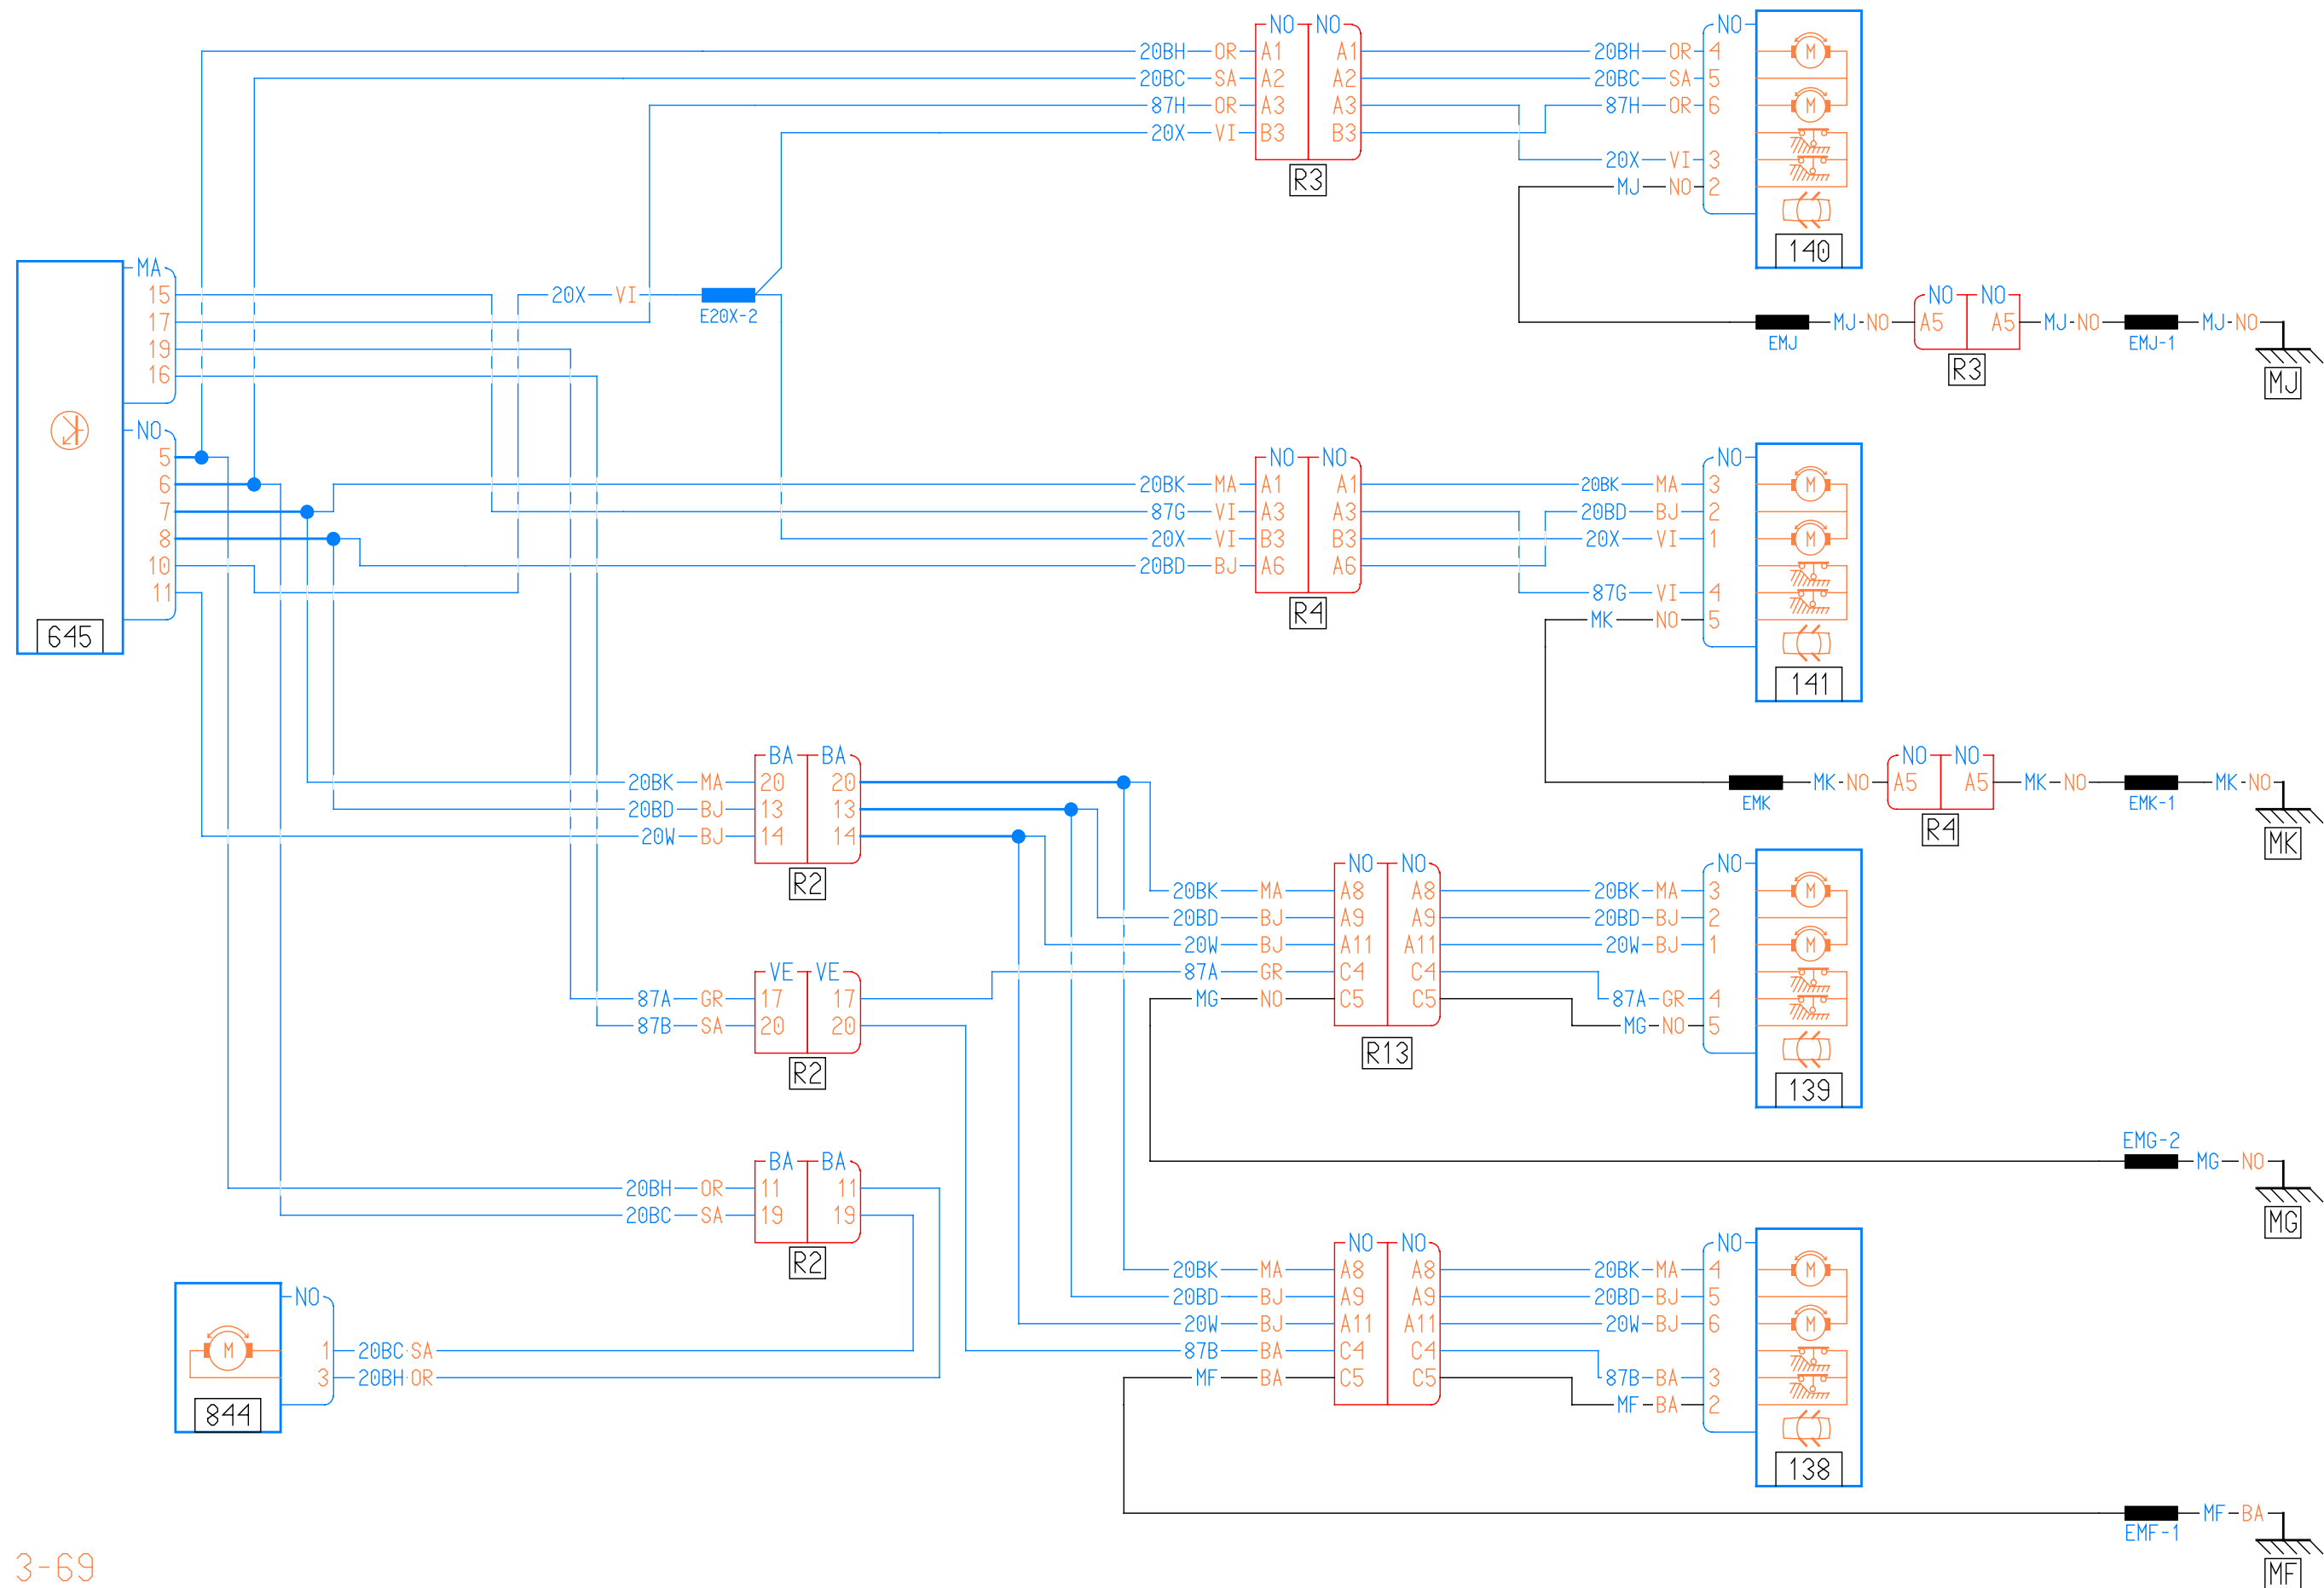 NO NO NO
20BH OR A1 A1 20BH OR 4 M
20BC SA A2 A2 20BC SA 5
87H OR A3 A3 87H OR 6 M
20X VI B3 B3
20X VI 3
R3 MJ NO 2
140
MA
15 20X VI E20X-2 NO NO
17 EMJ MJ NO A5 A5 MJ NO EMJ-1 MJ NO
19
16 R3 MJ
NO NO NO NO
5
6 20BK MA A1 A1 20BK MA 3 M
7 87G VI A3 A3 20BD BJ 2
8 20X VI B3 B3 20X VI 1 M
10 20BD BJ A6 A6
11 87G VI 4
645 R4 MK NO 5
141
BA BA NO NO
20BK MA 20 20 EMK MK NO A5 A5 MK NO EMK-1 MK NO
20BD BJ 13 13
20W BJ 14 14 R4 MK
R2 NO NO NO
20BK MA A8 A8 20BK MA 3 M
20BD BJ A9 A9 20BD BJ 2
20W BJ A11 A11 20W BJ 1 M
VE VE 87A GR C4 C4
87A GR 17 17 MG NO C5 C5 87A GR 4
87B SA 20 20 MG NO 5
R2 R13
139
EMG-2
BA BA MG NO
20BH OR 11 11
20BC SA 19 19 MG
R2 NO NO NO
20BK MA A8 A8 20BK MA 4 M
NO 20BD BJ A9 A9 20BD BJ 5
20W BJ A11 A11 20W BJ 6 M
M 1 20BC SA 87B BA C4 C4
3 20BH OR MF BA C5 C5 87B BA 3
844 MF BA 2
138
MF BA
EMF-1
3-69 MF